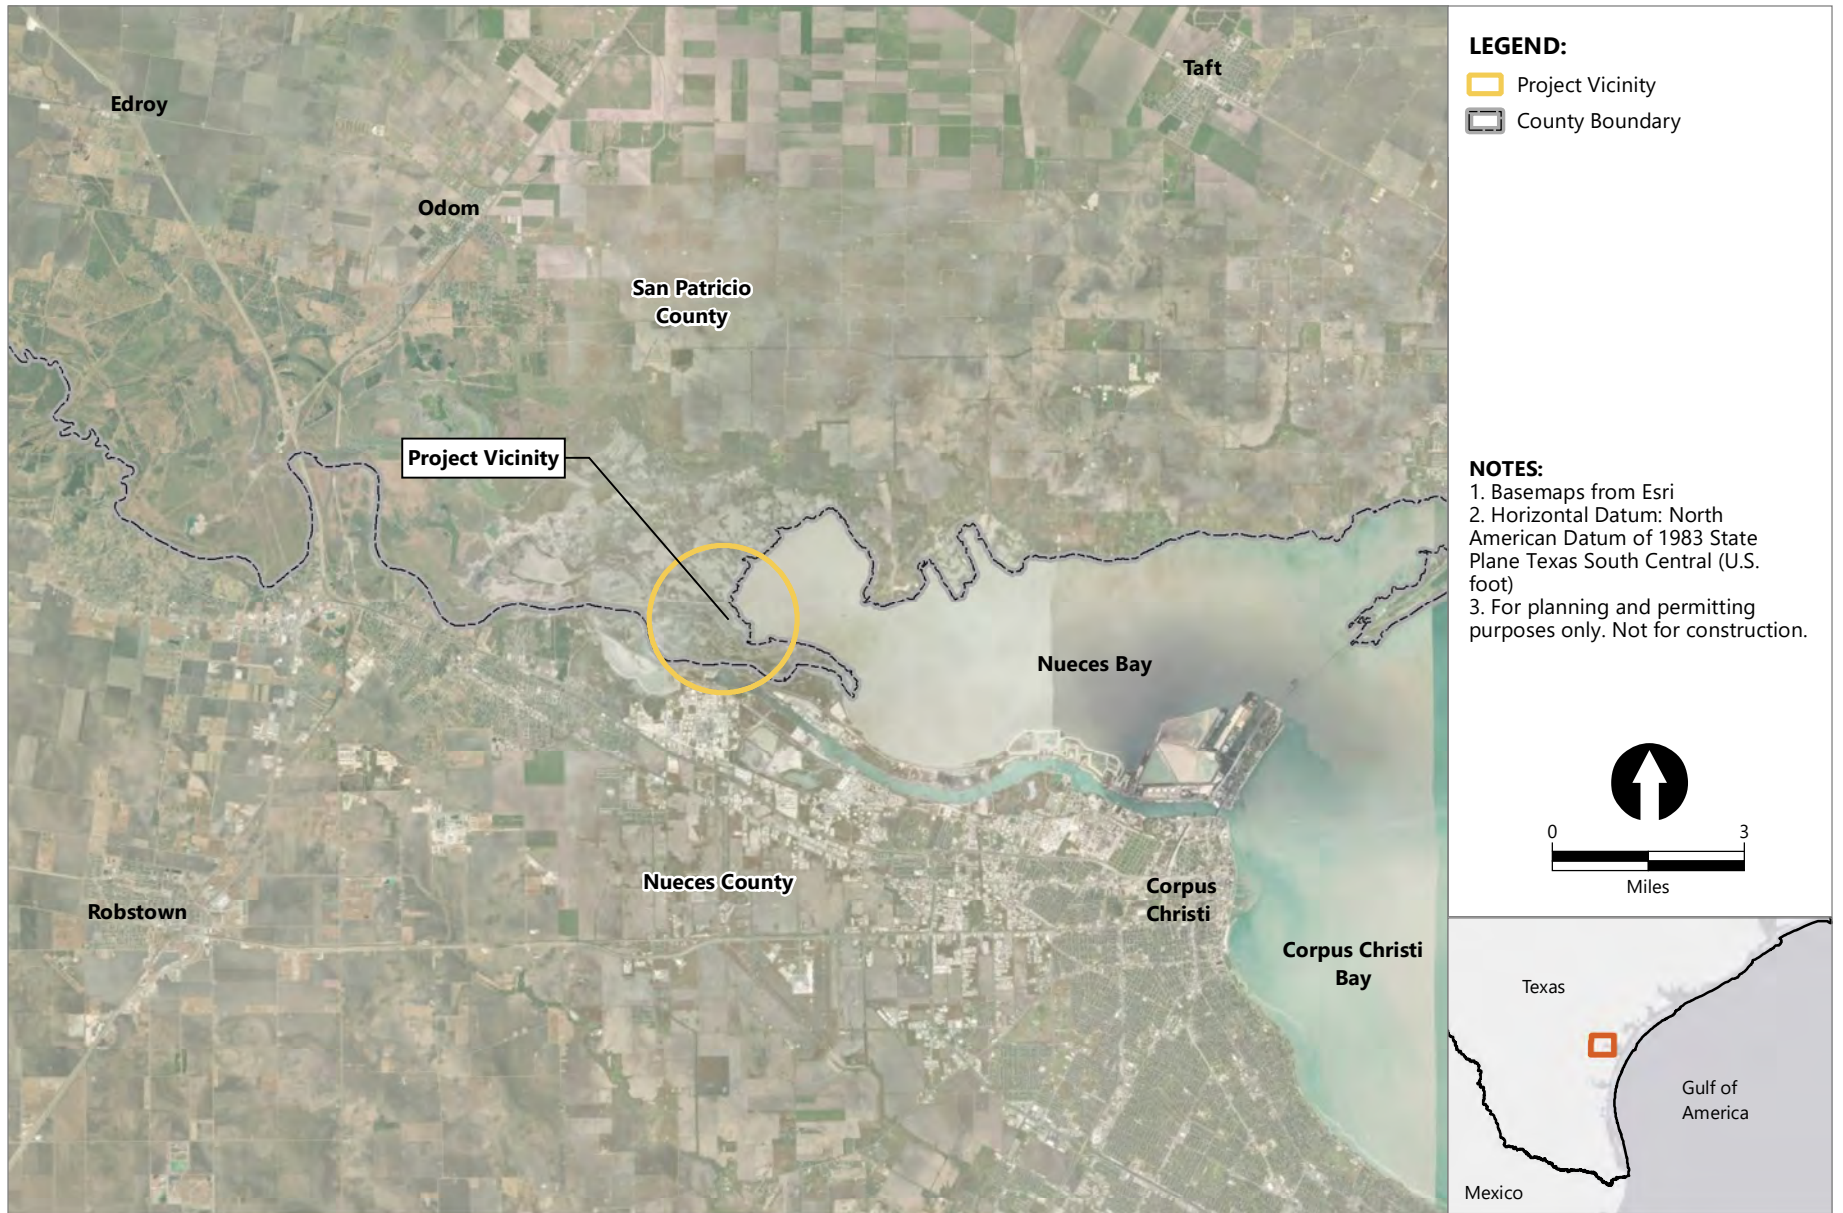 Edroy
Taft
Odom
San Patricio
County
Project Vicinity
Nueces Bay
Nueces County
Robstown
Corpus
Christi
Corpus Christi
Bay
LEGEND:
Project Vicinity
County Boundary
NOTES:
1. Basemaps from Esri
2. Horizontal Datum: North
American Datum of 1983 State
Plane Texas South Central (U.S.
foot)
3. For planning and permitting
purposes only. Not for construction.
0 3
Miles
Texas
Gulf of
America
Mexico